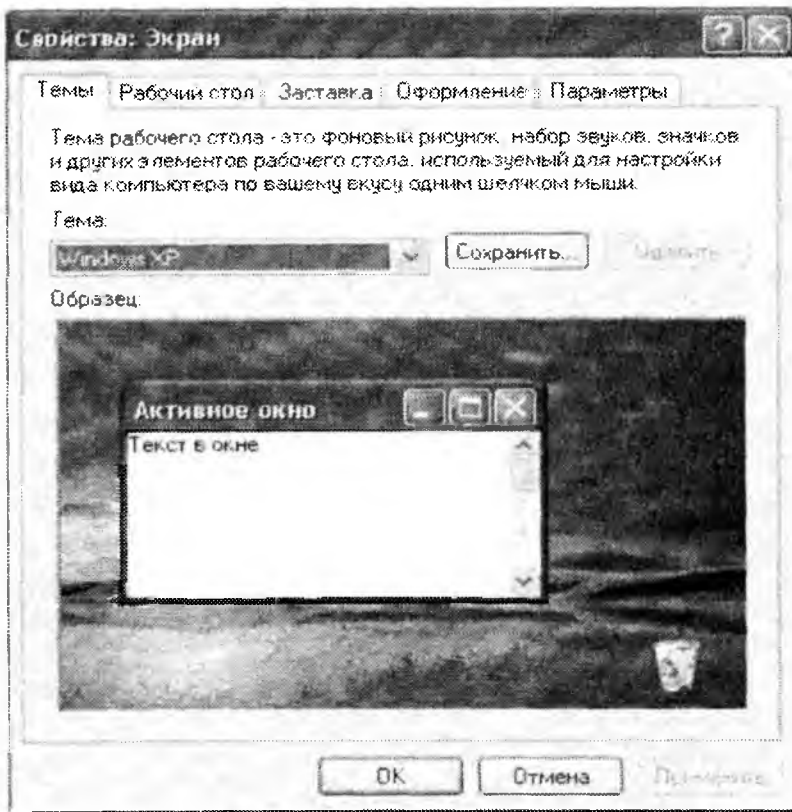 Свойства: Экран
Темы Рабочий стол Заставка Оформление Параметры
Тема рабочего стола - это фоновый рисунок, набор звуков, значков
и других элементов рабочего стола, используемый для настройки
вида компьютера по вашему вкусу одним щелчком мыши.
Тема:
Windows XP Сохранить... Удалить
Образец:
Активное окно
Текст в окне
OK Отмена Применить